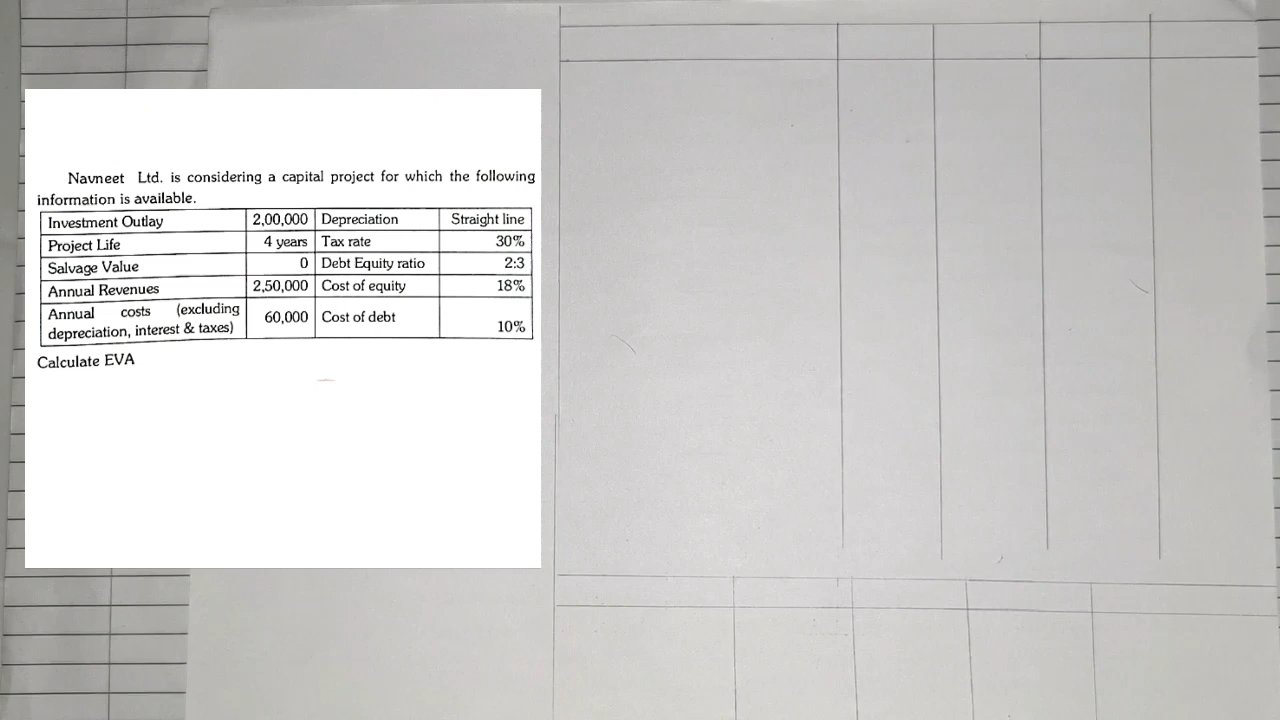 Navneet Ltd. is considering a capital project for which the following
information is available.
Investment Outlay 2,00,000 Depreciation Straight line
Project Life 4 years Tax rate 30%
Salvage Value 0 Debt Equity ratio 2:3
Annual Revenues 2,50,000 Cost of equity 18%
Annual costs (excluding
depreciation, interest & taxes) 60,000 Cost of debt 10%
Calculate EVA